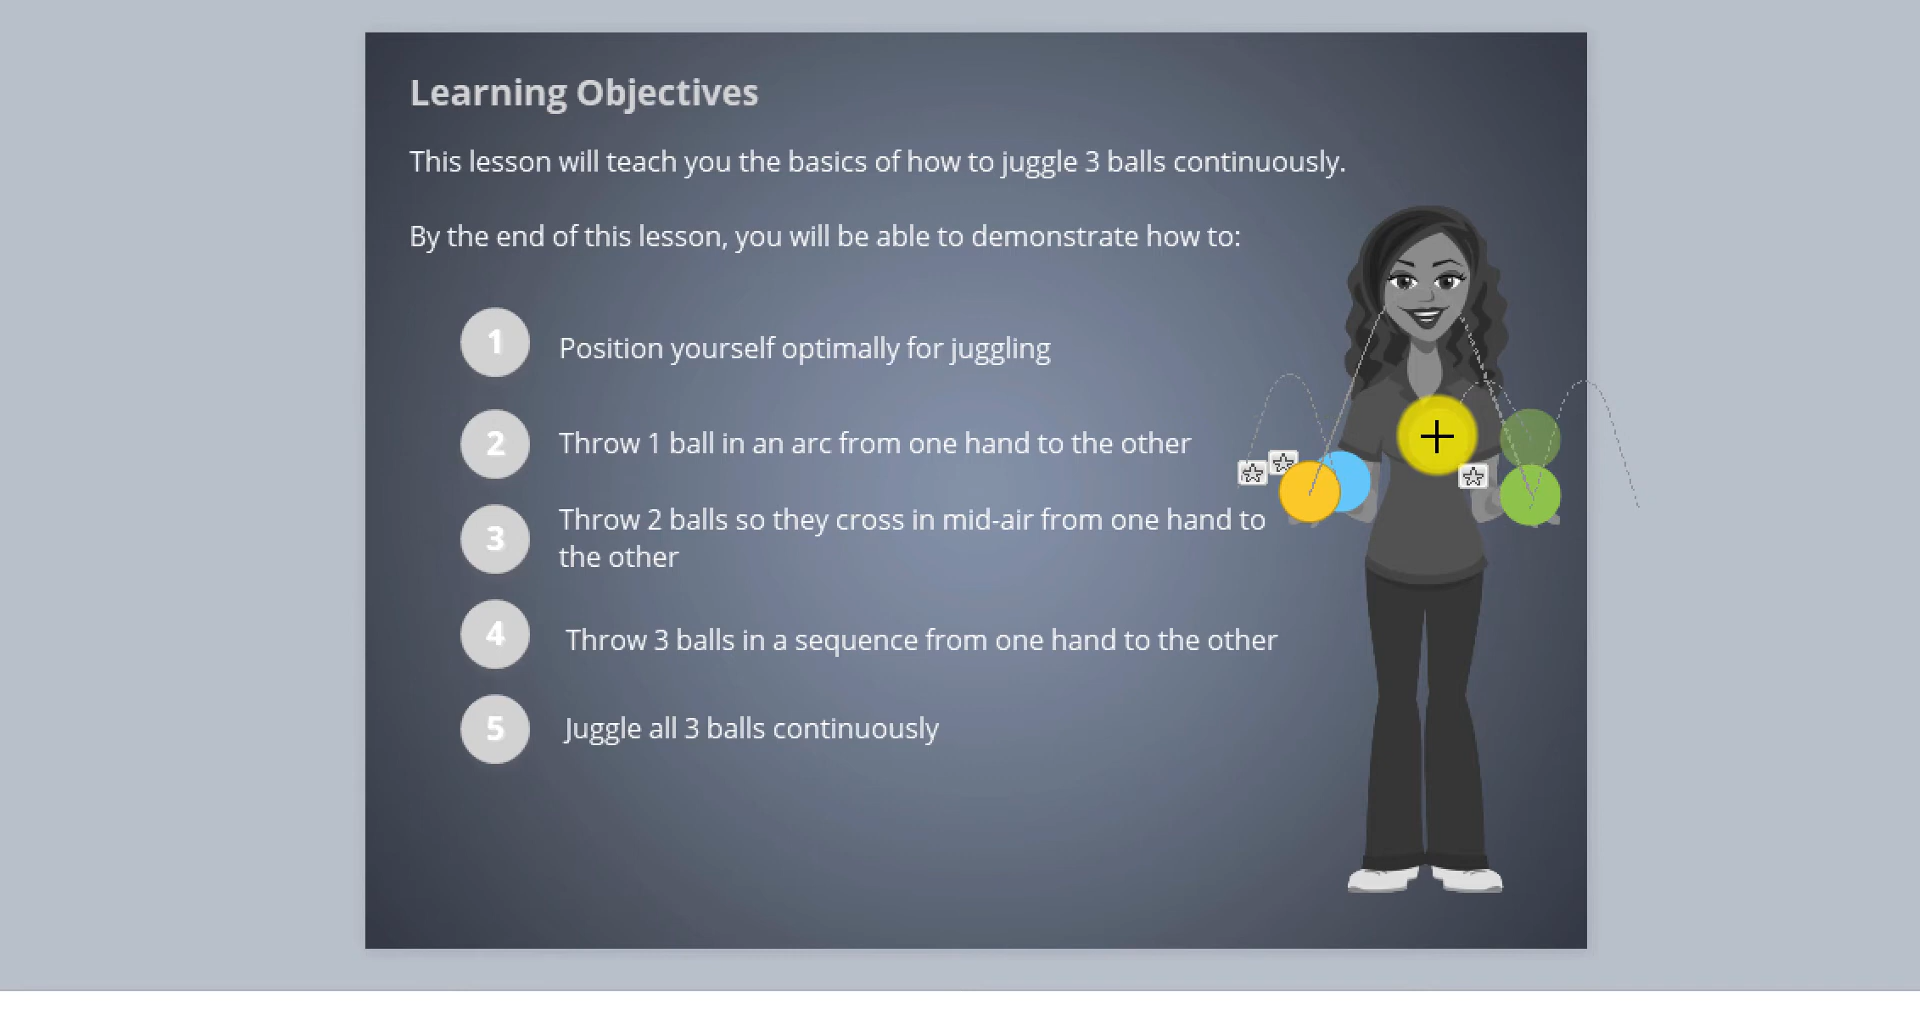 Learning Objectives
This lesson will teach you the basics of how to juggle 3 balls continuously.
By the end of this lesson, you will be able to demonstrate how to:
1 Position yourself optimally for juggling
2 Throw 1 ball in an arc from one hand to the other
3 Throw 2 balls so they cross in mid-air from one hand to
the other
4 Throw 3 balls in a sequence from one hand to the other
5 Juggle all 3 balls continuously